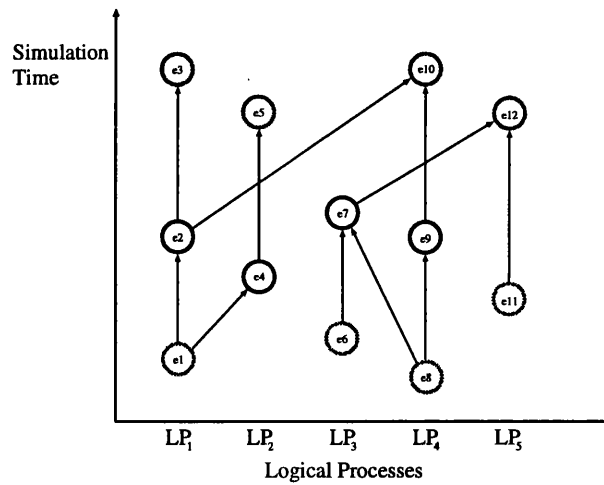 Simulation
Time
e3
e10
e5
e12
e7
e2
e9
e4
e11
e6
e1
e8
LP1
LP2
LP3
LP4
LP5
Logical Processes